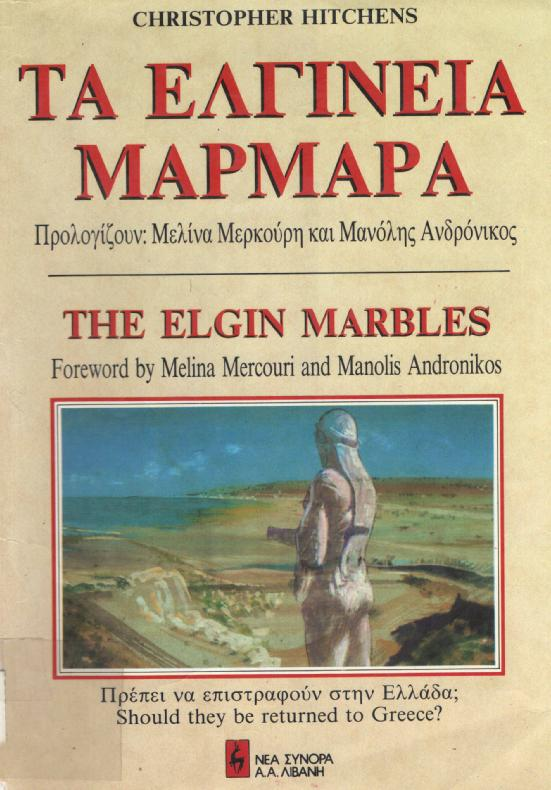 CHRISTOPHER HITCHENS
ΤΑ ΕΛΓΙΝΕΙΑ
ΜΑΡΜΑΡΑ
Προλογίζουν: Μελίνα Μερκούρη και Μανόλης Ανδρόνικος
THE ELGIN MARBLES
Foreword by Melina Mercouri and Manolis Andronikos
Πρέπει να επιστραφούν στην Ελλάδα;
Should they be returned to Greece?
ΝΕΑ ΣΥΝΟΡΑ
Α.Α. ΛΙΒΑΝΗ